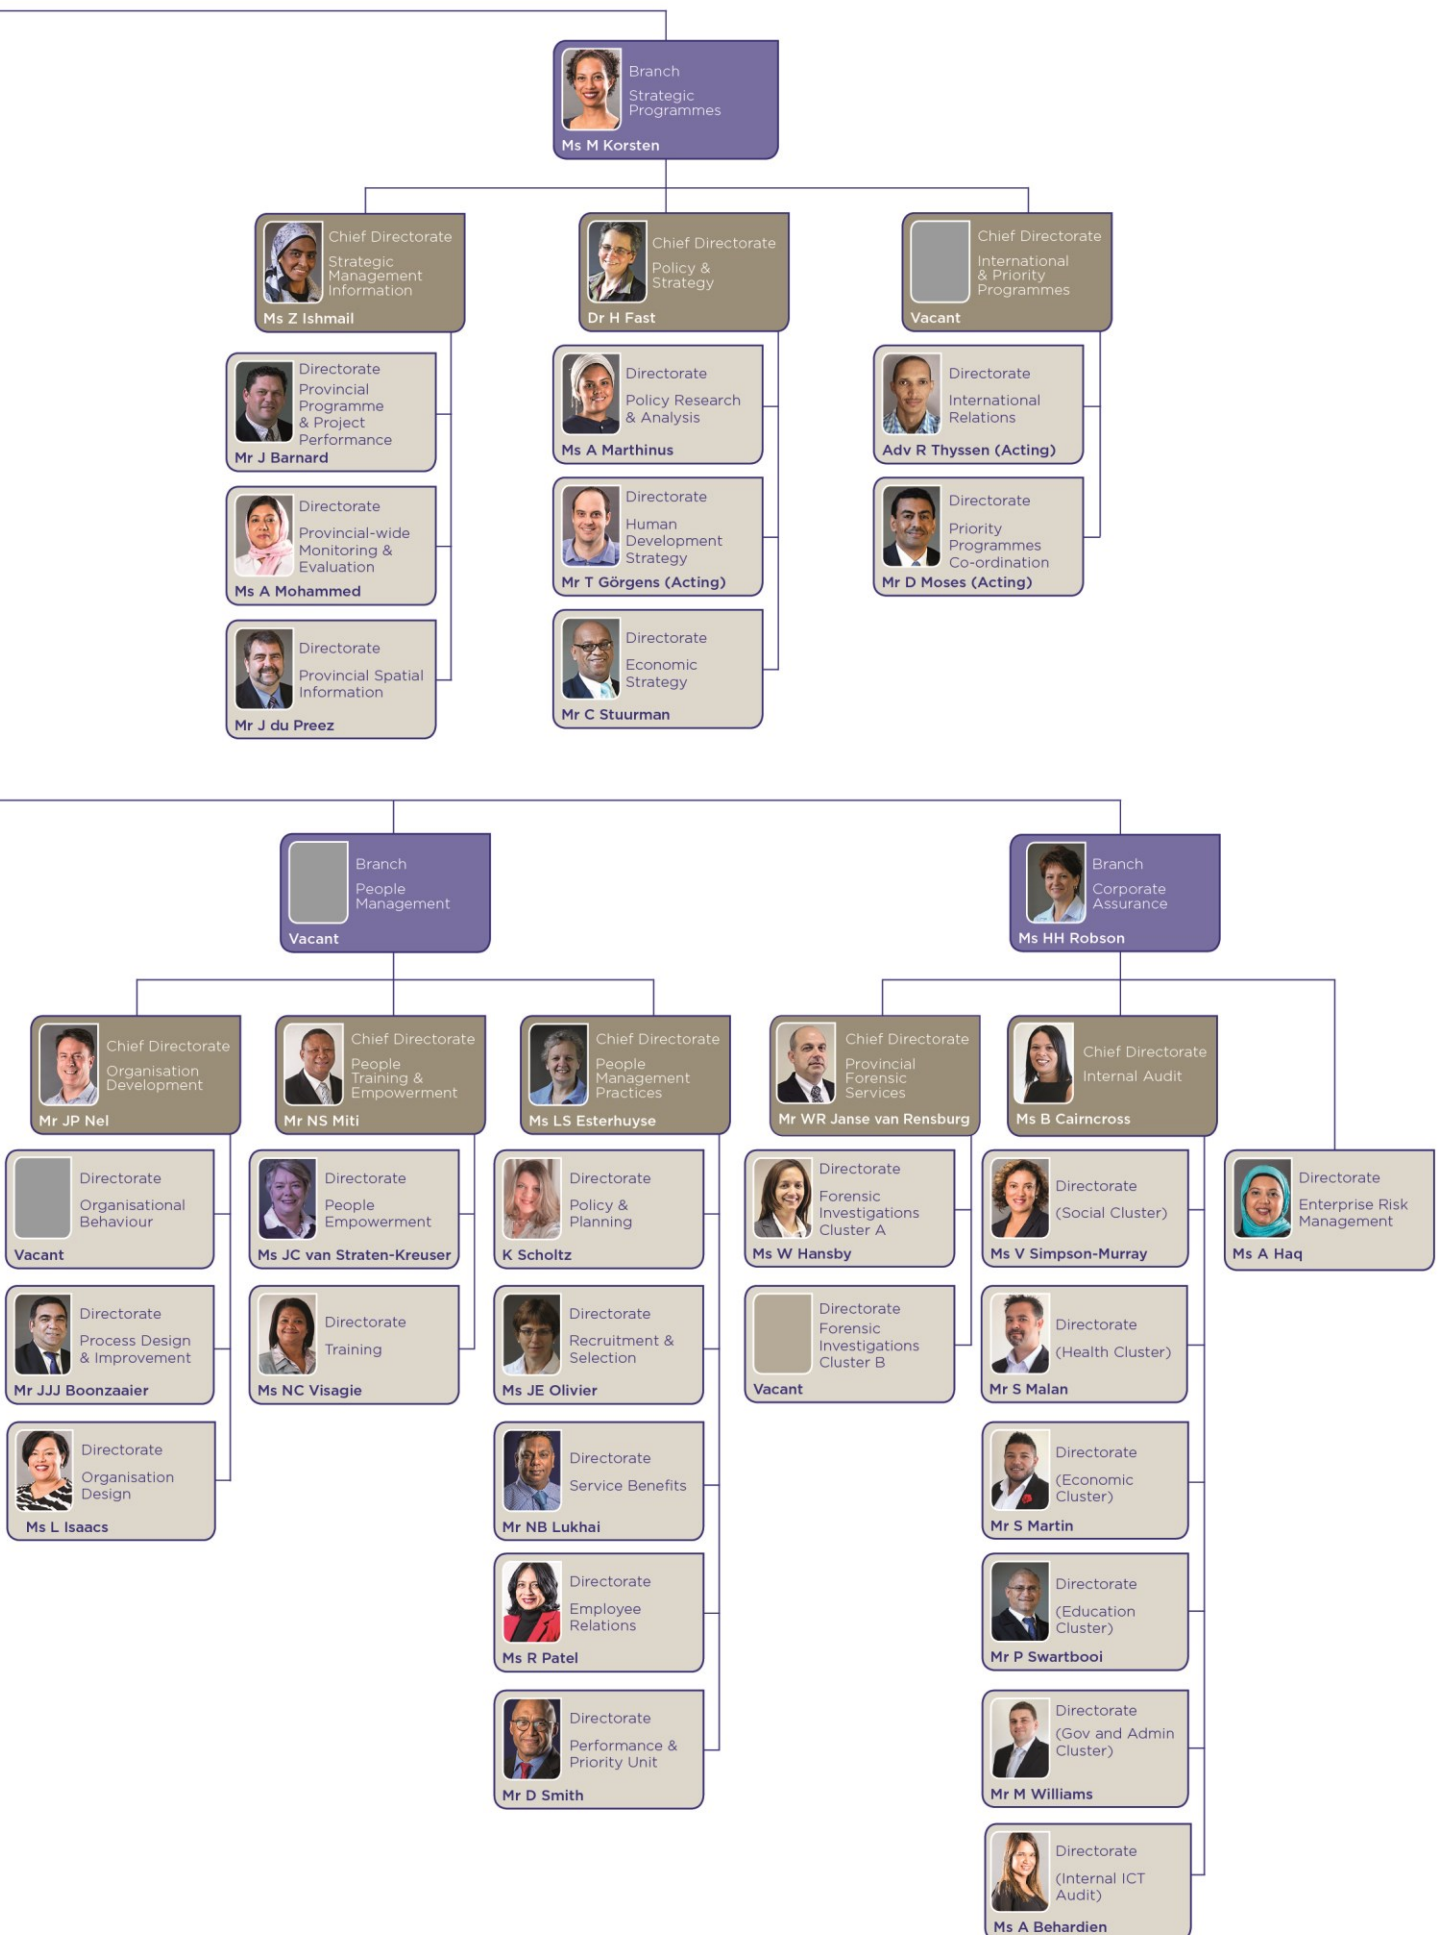 Branch
Strategic
Programmes
Ms M Korsten
Chief Directorate
Strategic
Management
Information
Ms Z Ishmail
Chief Directorate
Policy &
Strategy
Dr H Fast
Chief Directorate
International
& Priority
Programmes
Vacant
Directorate
Provincial
Programme
& Project
Performance
Mr J Barnard
Directorate
Provincial-wide
Monitoring &
Evaluation
Ms A Mohammed
Directorate
Provincial Spatial
Information
Mr J du Preez
Directorate
Policy Research
& Analysis
Ms A Marthinus
Directorate
Human
Development
Strategy
Mr T Görgens (Acting)
Directorate
Economic
Strategy
Mr C Stuurman
Directorate
International
Relations
Adv R Thyssen (Acting)
Directorate
Priority
Programmes
Co-ordination
Mr D Moses (Acting)
Branch
People
Management
Vacant
Branch
Corporate
Assurance
Ms HH Robson
Chief Directorate
Organisation
Development
Mr JP Nel
Chief Directorate
People
Training &
Empowerment
Mr NS Miti
Chief Directorate
People
Management
Practices
Ms LS Esterhuyse
Chief Directorate
Provincial
Forensic
Services
Mr WR Janse van Rensburg
Chief Directorate
Internal Audit
Ms B Cairncross
Directorate
Organisational
Behaviour
Vacant
Directorate
Process Design
& Improvement
Mr JJJ Boonzaaier
Directorate
Organisation
Design
Ms L Isaacs
Directorate
People
Empowerment
Ms JC van Straten-Kreuser
Directorate
Training
Ms NC Visagie
Directorate
Policy &
Planning
K Scholtz
Directorate
Recruitment &
Selection
Ms JE Olivier
Directorate
Service Benefits
Mr NB Lukhai
Directorate
Employee
Relations
Ms R Patel
Directorate
Performance &
Priority Unit
Mr D Smith
Directorate
Forensic
Investigations
Cluster A
Ms W Hansby
Directorate
Forensic
Investigations
Cluster B
Vacant
Directorate
(Social Cluster)
Ms V Simpson-Murray
Directorate
(Health Cluster)
Mr S Malan
Directorate
(Economic
Cluster)
Mr S Martin
Directorate
(Education
Cluster)
Mr P Swartbooi
Directorate
(Gov and Admin
Cluster)
Mr M Williams
Directorate
(Internal ICT
Audit)
Ms A Behardien
Directorate
Enterprise Risk
Management
Ms A Haq